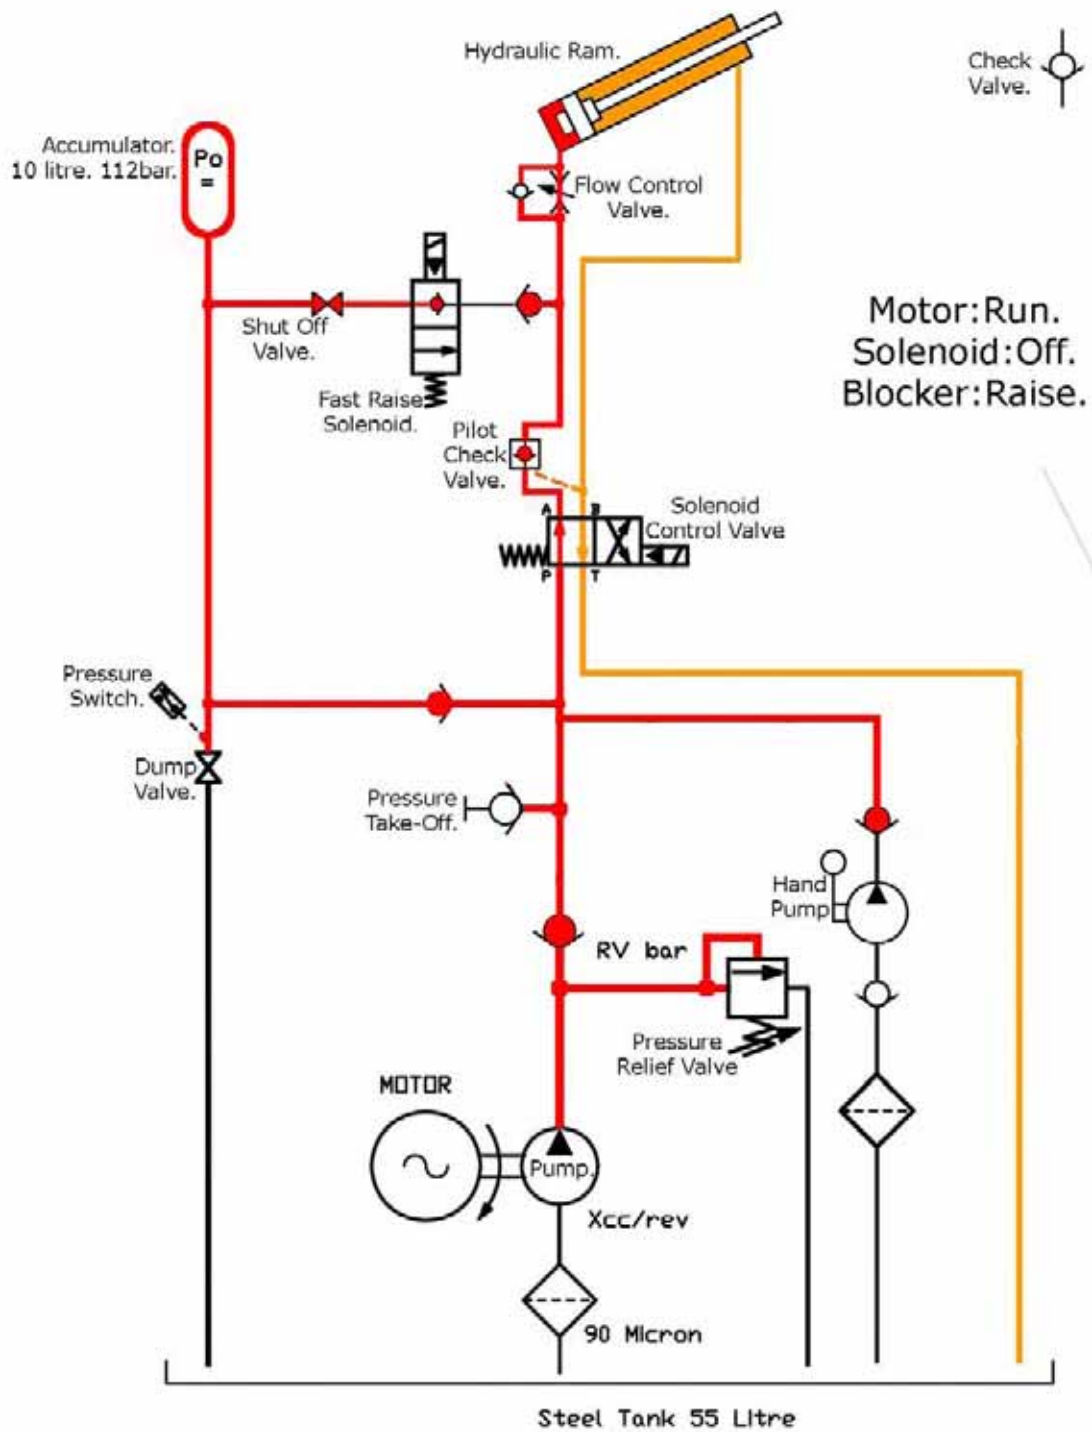 Hydraulic Ram.
Check
Valve.
Accumulator.
10 litre. 112bar.
Po
=
Flow Control
Valve.
Shut Off
Valve.
Motor:Run.
Solenoid:Off.
Blocker:Raise.
Fast Raise
Solenoid.
Pilot
Check
Valve.
Solenoid
Control Valve
A
B
P
T
Pressure
Switch.
Dump
Valve.
Pressure
Take-Off.
Hand
Pump
RV bar
Pressure
Relief Valve
MOTOR
Pump.
Xcc/rev
90 Micron
Steel Tank 55 Litre